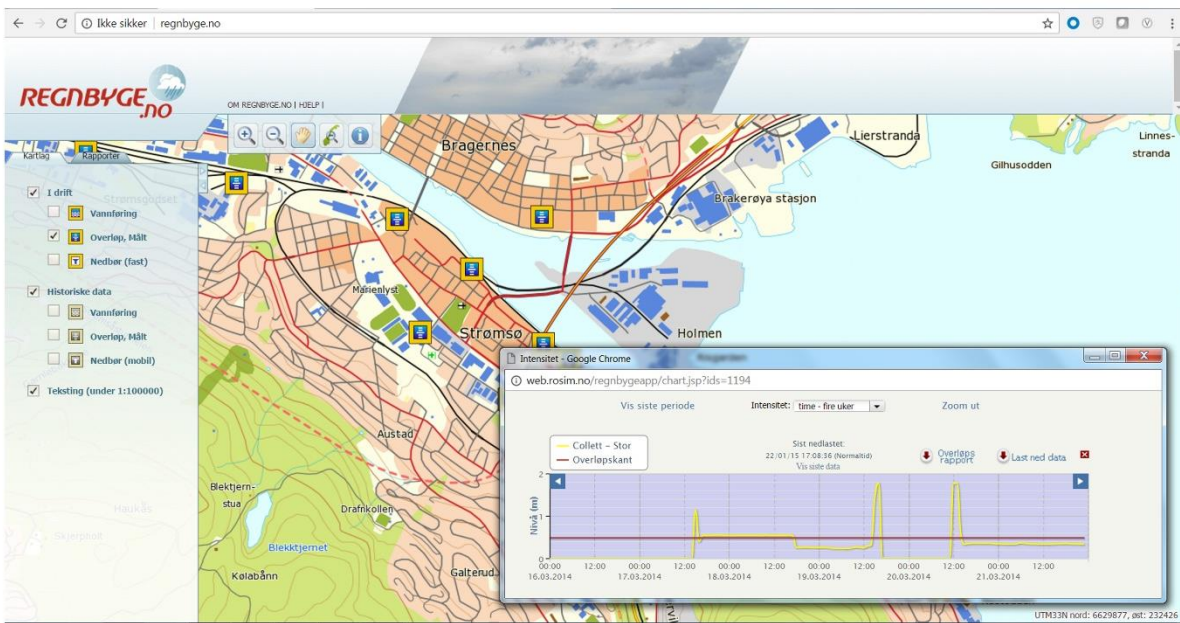 Ikke sikker | regnbyge.no
REGNBYGE.NO
OM REGNBYGE.NO | HJELP |
Kartlag
Rapporter
I drift
Vannføring
Overløp, Målt
Nedbør (fast)
Historiske data
Vannføring
Overløp, Målt
Nedbør (mobil)
Teksting (under 1:100000)
Strømsgodset
Haukås
Bragernes
Lierstranda
Linnes-
stranda
Gilhusodden
Brakerøya stasjon
Marienlyst
Strømsø
Holmen
Austad
Blektjern-
stua
Drafnkollen
Blekktjernet
Kølabånn
Galterud
Intensitet - Google Chrome
web.rosim.no/regnbygeapp/chart.jsp?ids=1194
Vis siste periode
Intensitet: time - fire uker
Zoom ut
Collett - Stor
Overløpskant
Sist nedlastet:
22/01/15 17:08:36 (Normaltid)
Vis siste data
Overløps
rapport
Last ned data
Nivå (m)
2
1
0
00:00 12:00 00:00 12:00 00:00 12:00 00:00 12:00 00:00 12:00 00:00 12:00
16.03.2014 17.03.2014 18.03.2014 19.03.2014 20.03.2014 21.03.2014
UTM33N nord: 6629877, øst: 232426